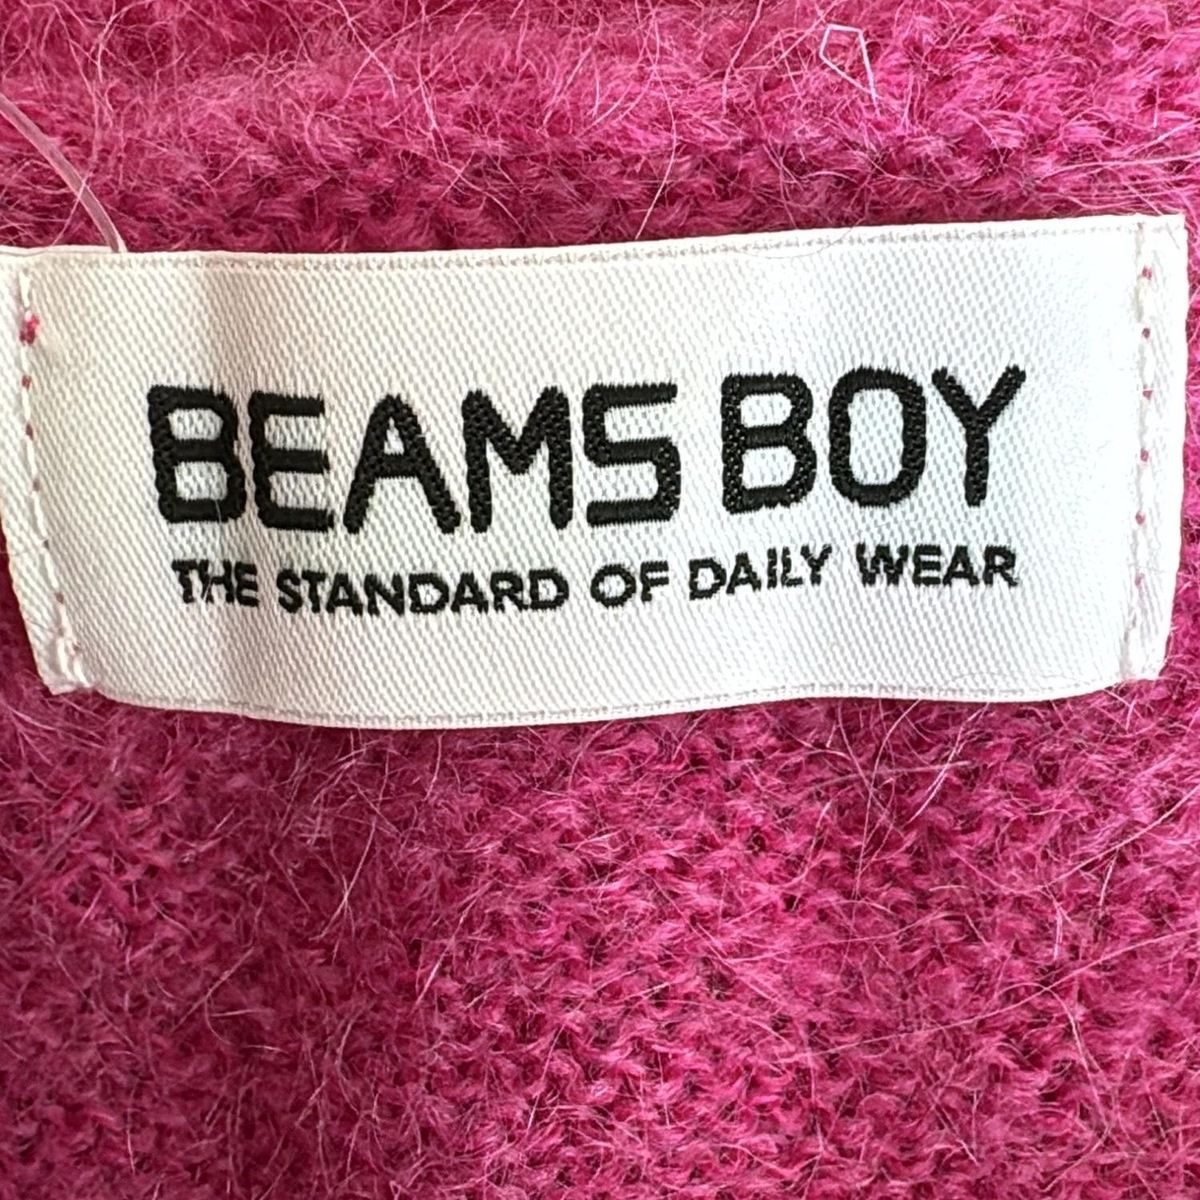 BEAMS BOY
THE STANDARD OF DAILY WEAR